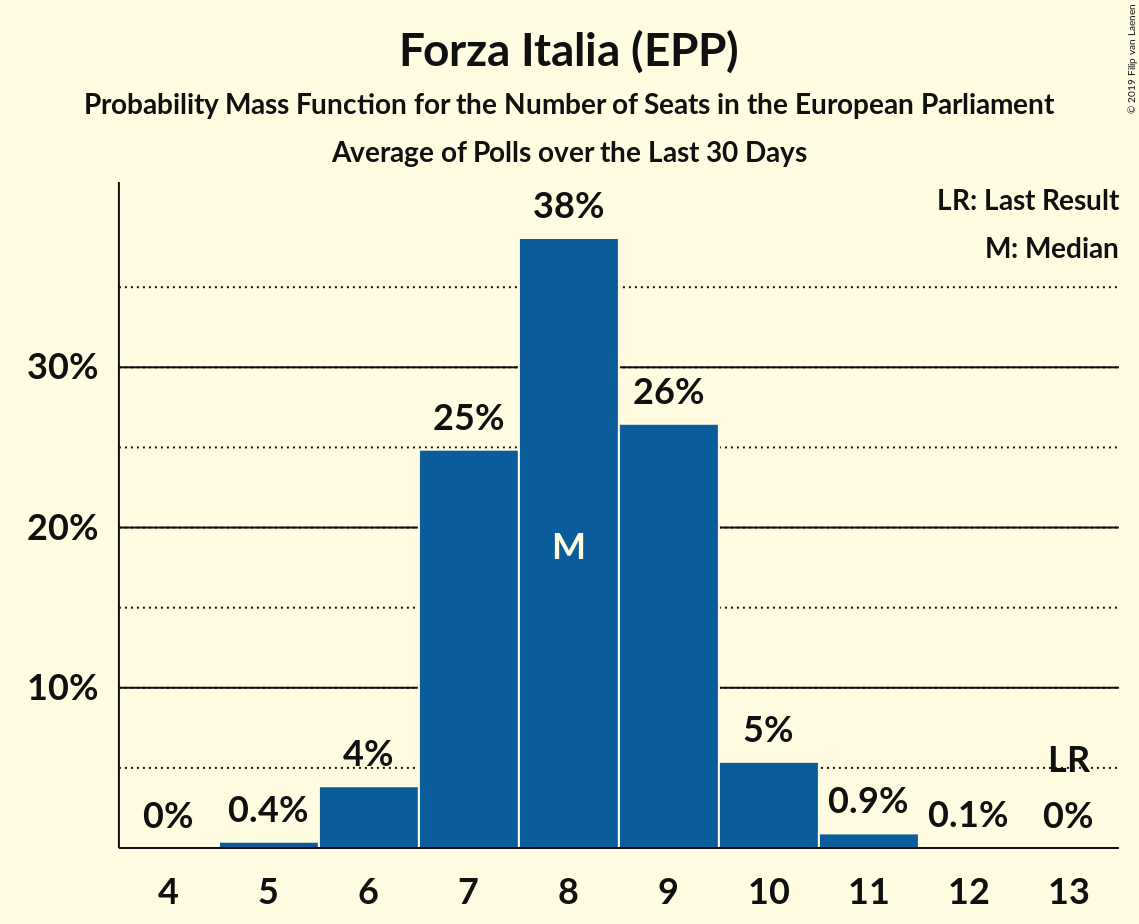 Forza Italia (EPP)
Probability Mass Function for the Number of Seats in the European Parliament
Average of Polls over the Last 30 Days
© 2019 Filip van Laenen
LR: Last Result
M: Median
38%
30%
26%
25%
20%
M
10%
5%
4%
LR
0%
0.4%
0.9%
0.1%
0%
4 5 6 7 8 9 10 11 12 13